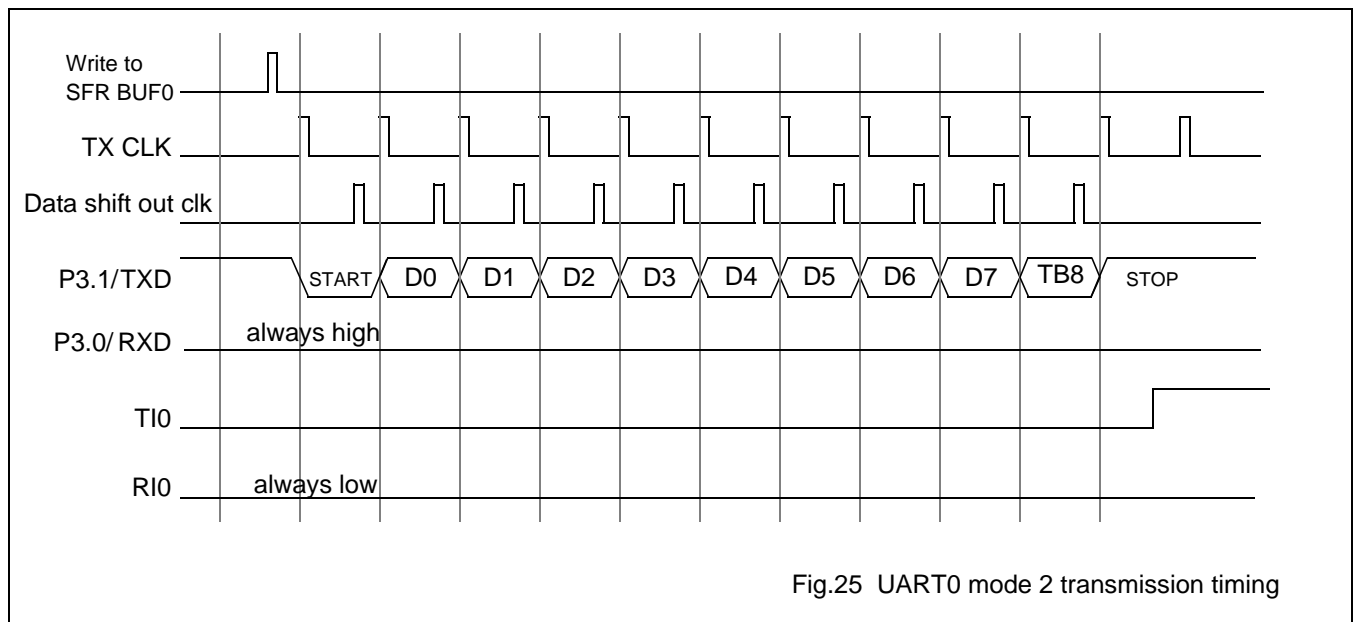 Write to
SFR BUF0
TX CLK
Data shift out clk
P3.1/TXD
START
D0
D1
D2
D3
D4
D5
D6
D7
TB8
STOP
P3.0/ RXD
always high
TI0
RI0
always low
Fig.25 UART0 mode 2 transmission timing